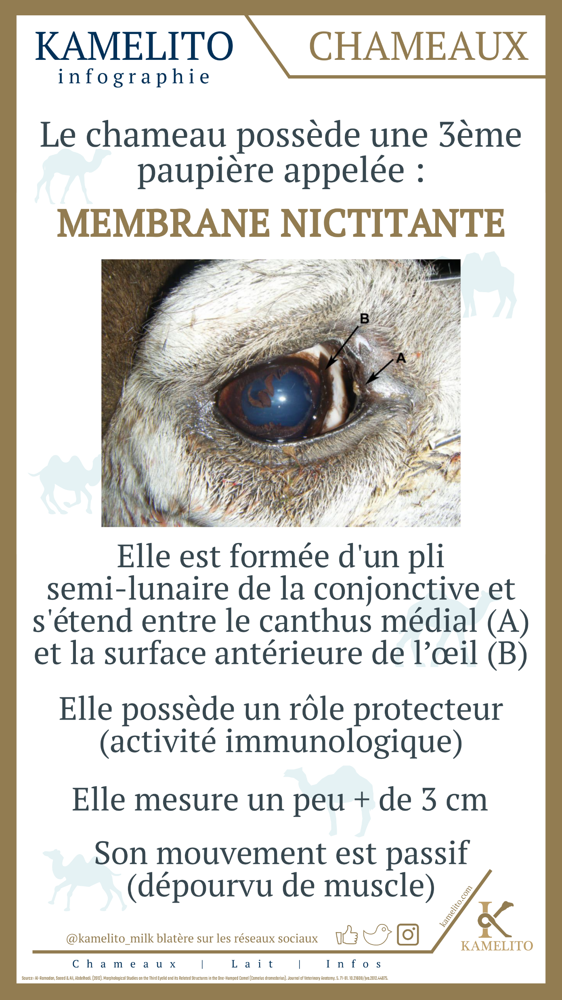 KAMELITO
infographie
CHAMEAUX
Le chameau possède une 3ème
paupière appelée :
MEMBRANE NICTITANTE
B
A
Elle est formée d'un pli
semi-lunaire de la conjonctive et
s'étend entre le canthus médial (A)
et la surface antérieure de l’œil (B)
Elle possède un rôle protecteur
(activité immunologique)
Elle mesure un peu + de 3 cm
Son mouvement est passif
(dépourvu de muscle)
kamelito.com
KAMELITO
@kamelito_milk blatère sur les réseaux sociaux
Chameaux | Lait | Infos
Source : Al-Ramadan, Saeed & Ali, Abdelhadi. (2012). Morphological Studies on the Third Eyelid and its Related Structures in the One-Humped Camel (Camelus dromedarius). Journal of Veterinary Anatomy. 5. 71-81. 10.21608/jva.2012.44875.